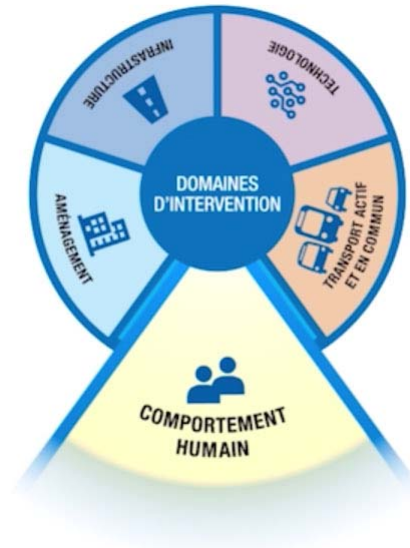 DOMAINES
D'INTERVENTION
INFRASTRUCTURE
TECHNOLOGIE
AMÉNAGEMENT
TRANSPORT ACTIF
ET EN COMMUN
COMPORTEMENT
HUMAIN